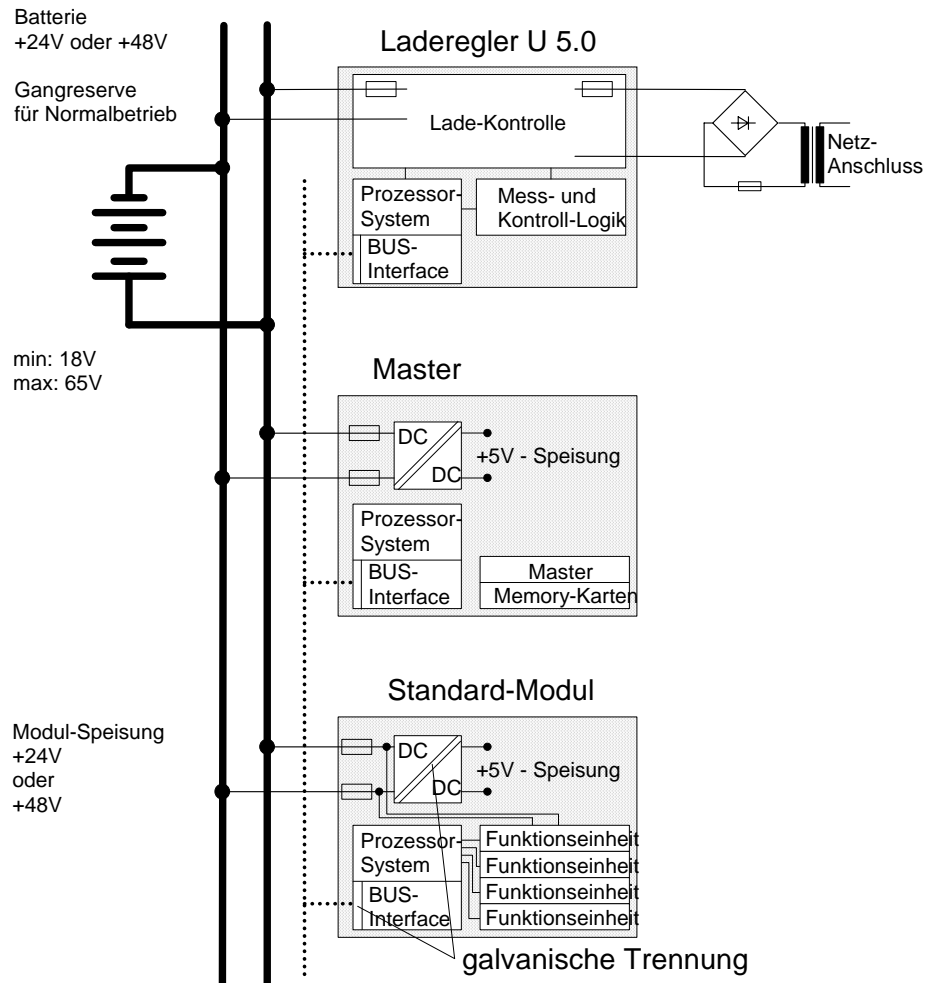 Batterie
+24V oder +48V
Gangreserve
für Normalbetrieb
min: 18V
max: 65V
Laderegler U 5.0
Lade-Kontrolle
Prozessor-
System
BUS-
Interface
Mess- und
Kontroll-Logik
Netz-
Anschluss
Master
DC
DC
+5V - Speisung
Prozessor-
System
BUS-
Interface
Master
Memory-Karten
Modul-Speisung
+24V
oder
+48V
Standard-Modul
DC
DC
+5V - Speisung
Prozessor-
System
BUS-
Interface
Funktionseinheit
Funktionseinheit
Funktionseinheit
Funktionseinheit
galvanische Trennung